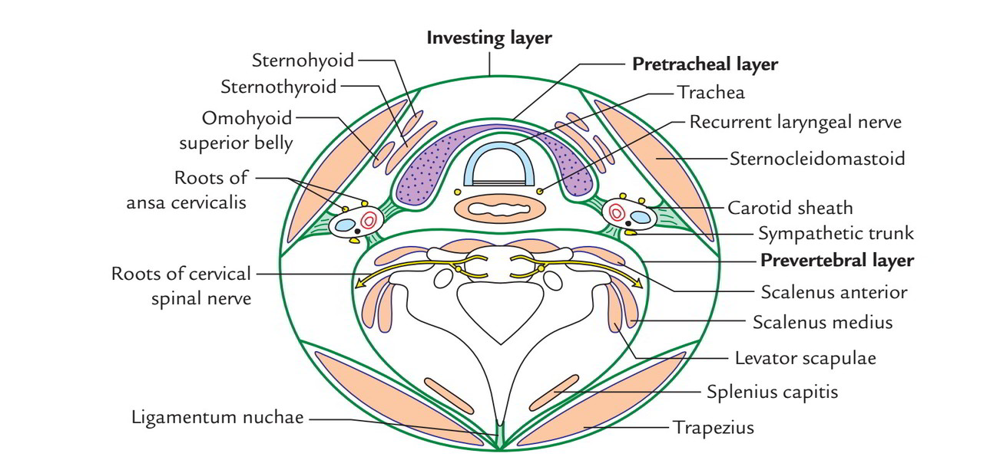 Investing layer
Sternohyoid
Pretracheal layer
Sternothyroid
Trachea
Omohyoid
superior belly
Recurrent laryngeal nerve
Sternocleidomastoid
Roots of
ansa cervicalis
Carotid sheath
Sympathetic trunk
Prevertebral layer
Roots of cervical
spinal nerve
Scalenus anterior
Scalenus medius
Levator scapulae
Splenius capitis
Ligamentum nuchae
Trapezius